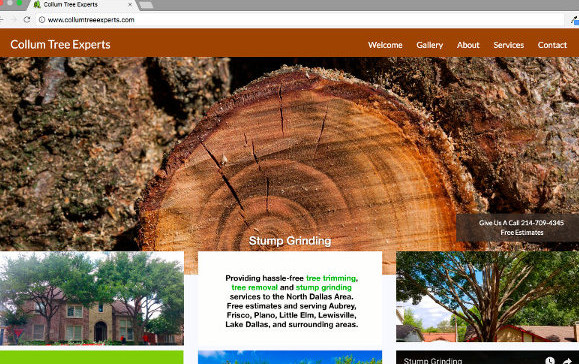 Collum Tree Experts
www.collumtreeexperts.com
Collum Tree Experts
Welcome
Gallery
About
Services
Contact
Give Us A Call 214-709-4345
Free Estimates
Stump Grinding
Providing hassle-free tree trimming,
tree removal and stump grinding
services to the North Dallas Area.
Free estimates and serving Aubrey,
Frisco, Plano, Little Elm, Lewisville,
Lake Dallas, and surrounding areas.
Stump Grinding